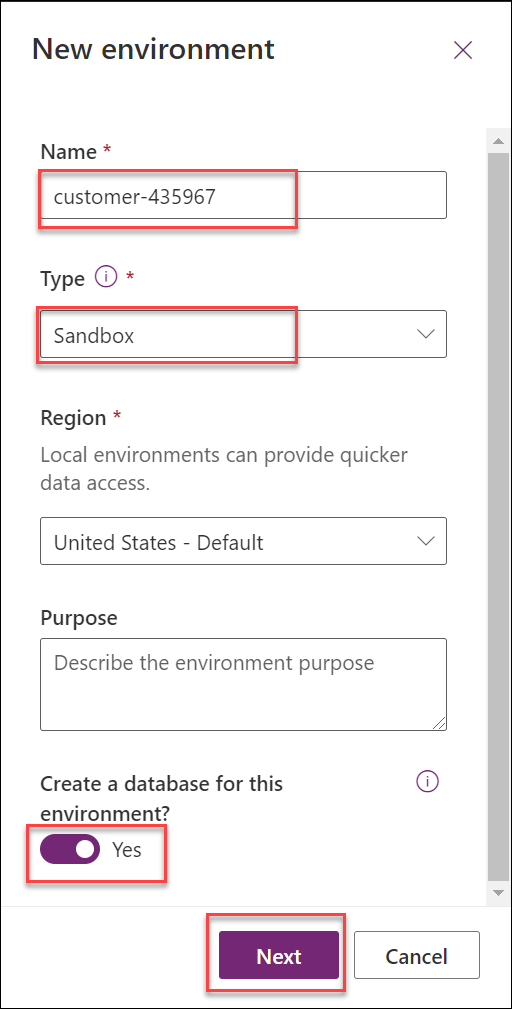 New environment
Name *
customer-435967
Type *
Sandbox
Region *
Local environments can provide quicker
data access.
United States - Default
Purpose
Describe the environment purpose
Create a database for this
environment?
Yes
Next
Cancel